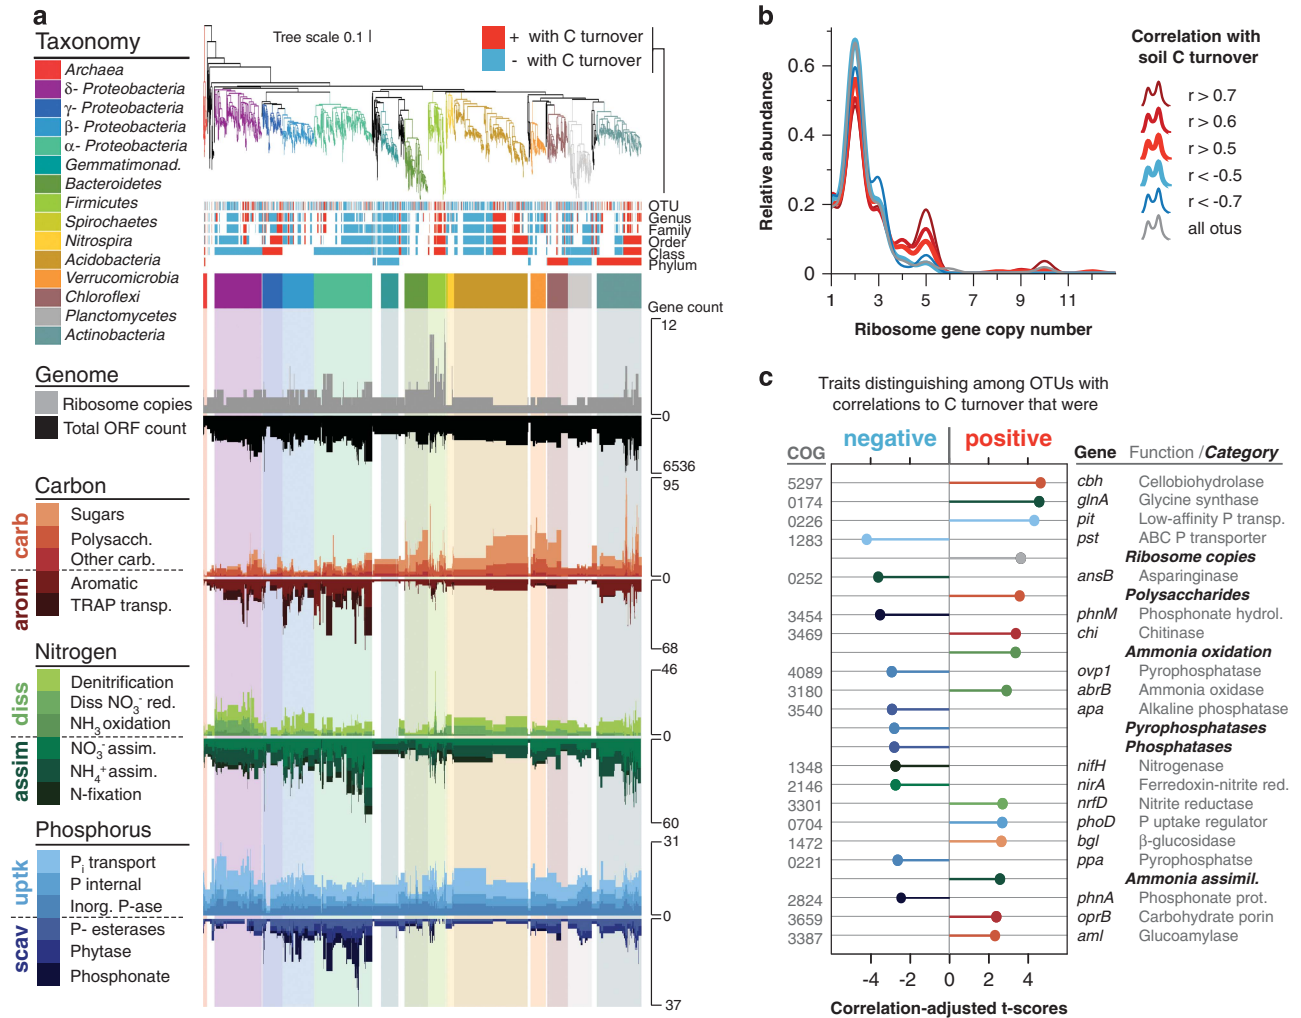 a
Taxonomy
Archaea
δ- Proteobacteria
γ- Proteobacteria
β- Proteobacteria
α- Proteobacteria
Gemmatimonad.
Bacteroidetes
Firmicutes
Spirochaetes
Nitrospira
Acidobacteria
Verrucomicrobia
Chloroflexi
Planctomycetes
Actinobacteria
Genome
Ribosome copies
Total ORF count
Carbon
carb
Sugars
Polysacch.
Other carb.
arom
Aromatic
TRAP transp.
Nitrogen
diss
Denitrification
Diss NO3- red.
NH3 oxidation
assim
NO3- assim.
NH4+ assim.
N-fixation
Phosphorus
uptk
Pi transport
P internal
Inorg. P-ase
scav
P- esterases
Phytase
Phosphonate
Tree scale 0.1
+ with C turnover
- with C turnover
OTU
Genus
Family
Order
Class
Phylum
Gene count
12
0
0
6536
95
0
68
46
0
60
31
0
37
b
Relative abundance
0.6
0.4
0.2
0
1 3 5 7 9 11
Ribosome gene copy number
Correlation with
soil C turnover
r > 0.7
r > 0.6
r > 0.5
r < -0.5
r < -0.7
all otus
c
Traits distinguishing among OTUs with
correlations to C turnover that were
negative positive
COG Gene Function /Category
5297 cbh Cellobiohydrolase
0174 glnA Glycine synthase
0226 pit Low-affinity P transp.
1283 pst ABC P transporter
Ribosome copies
0252 ansB Asparinginase
Polysaccharides
3454 phnM Phosphonate hydrol.
3469 chi Chitinase
Ammonia oxidation
4089 ovp1 Pyrophosphatase
3180 abrB Ammonia oxidase
3540 apa Alkaline phosphatase
Pyrophosphatases
Phosphatases
1348 nifH Nitrogenase
2146 nirA Ferredoxin-nitrite red.
3301 nrfD Nitrite reductase
0704 phoD P uptake regulator
1472 bgl β-glucosidase
0221 ppa Pyrophosphatse
Ammonia assimil.
2824 phnA Phosphonate prot.
3659 oprB Carbohydrate porin
3387 aml Glucoamylase
-4 -2 0 2 4
Correlation-adjusted t-scores